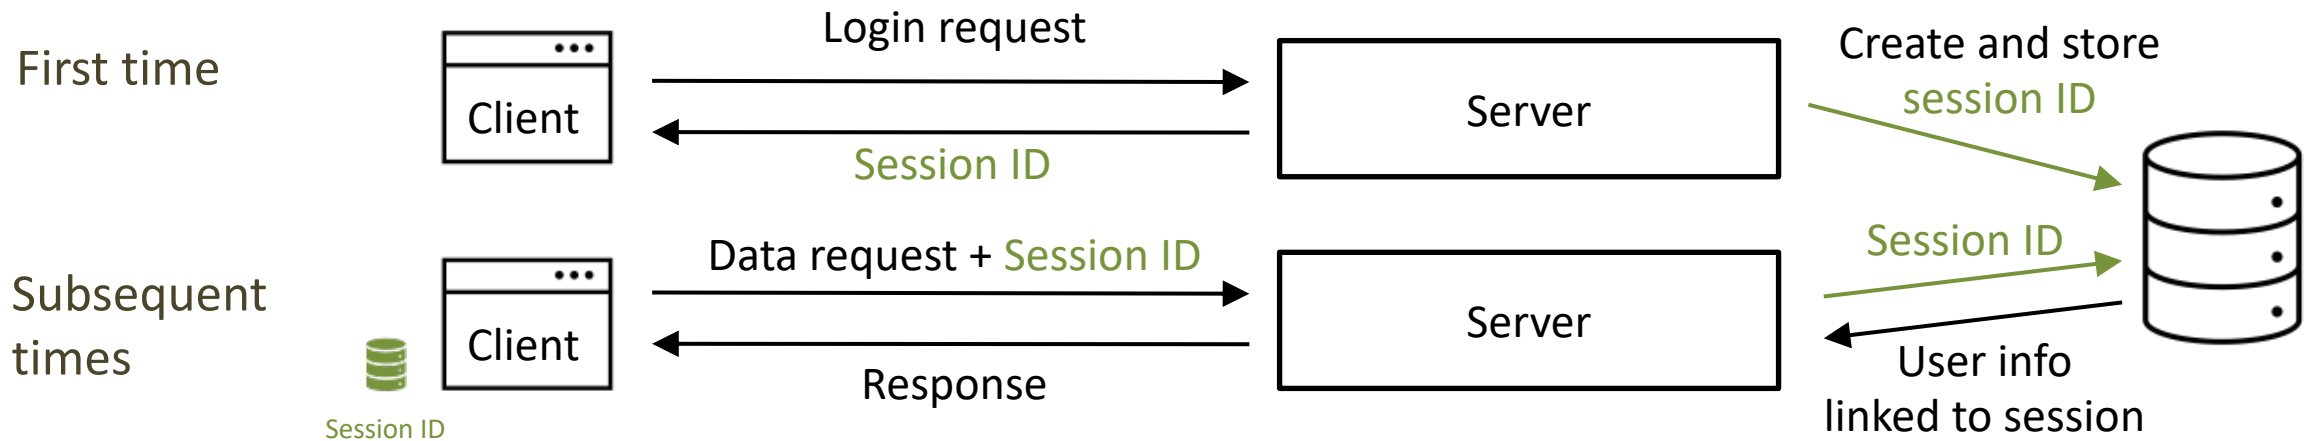 First time
Client
Login request
Session ID
Server
Create and store
session ID
Subsequent
times
Session ID
Client
Data request + Session ID
Response
Server
Session ID
User info
linked to session